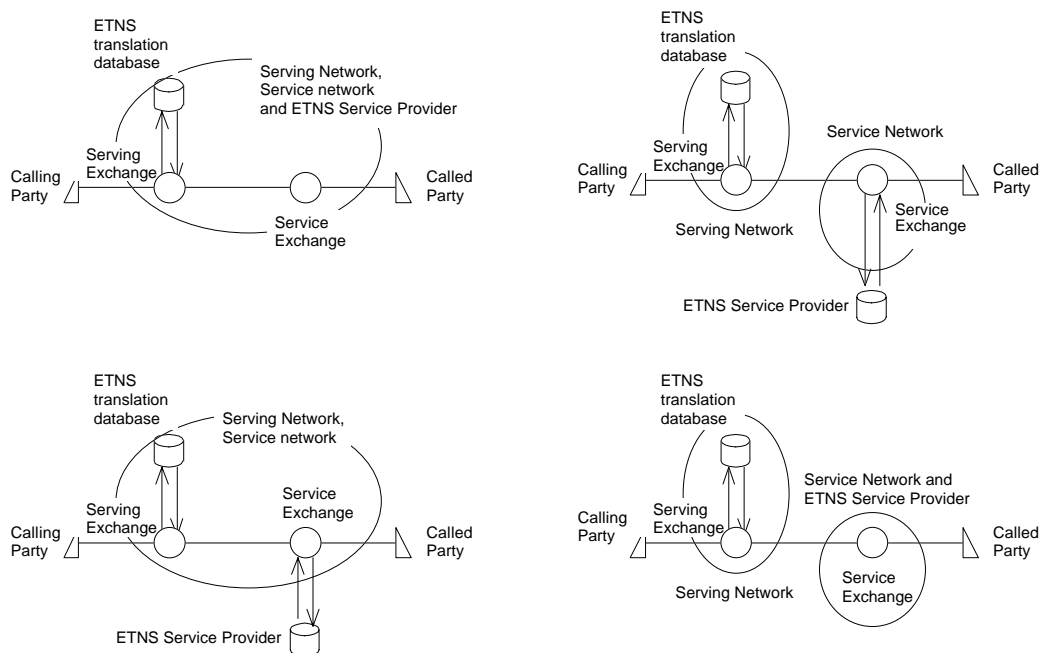 ETNS
translation
database
Serving Network,
Service network
and ETNS Service Provider
Serving
Exchange
Calling
Party
Called
Party
Service
Exchange
ETNS
translation
database
Service Network
Serving
Exchange
Calling
Party
Called
Party
Service
Exchange
Serving Network
ETNS Service Provider
ETNS
translation
database
Serving Network,
Service network
Service
Exchange
Serving
Exchange
Calling
Party
Called
Party
ETNS Service Provider
ETNS
translation
database
Service Network and
ETNS Service Provider
Serving
Exchange
Calling
Party
Called
Party
Service
Exchange
Serving Network